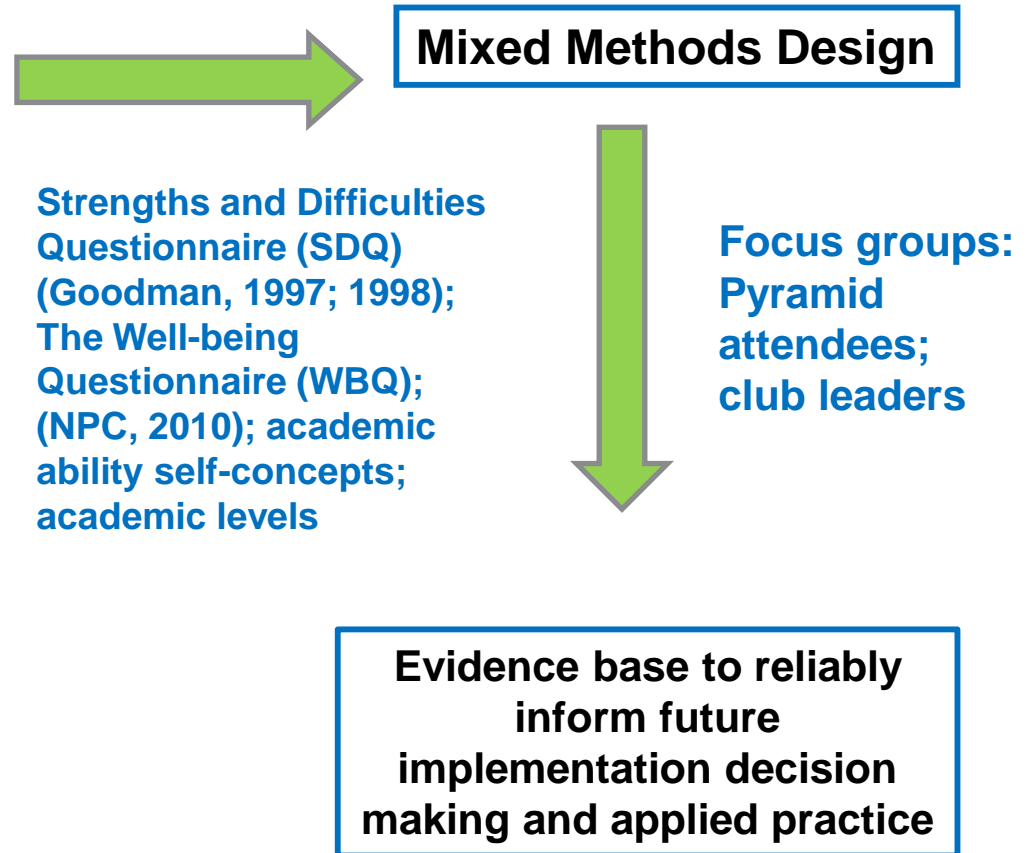 Mixed Methods Design
Strengths and Difficulties
Questionnaire (SDQ)
(Goodman, 1997; 1998);
The Well-being
Questionnaire (WBQ);
(NPC, 2010); academic
ability self-concepts;
academic levels
Focus groups:
Pyramid
attendees;
club leaders
Evidence base to reliably
inform future
implementation decision
making and applied practice